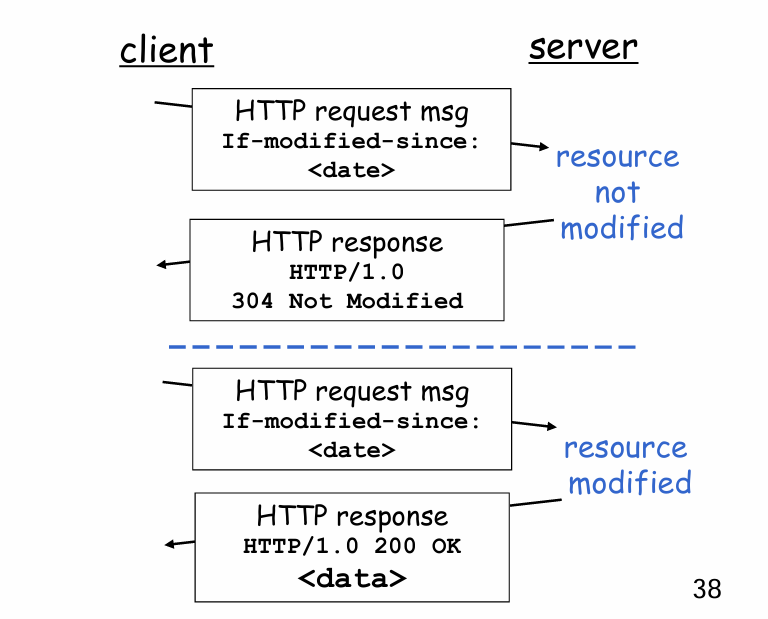 client
server
HTTP request msg
If-modified-since:
<date>
resource
not
modified
HTTP response
HTTP/1.0
304 Not Modified
HTTP request msg
If-modified-since:
<date>
resource
modified
HTTP response
HTTP/1.0 200 OK
<data>
38